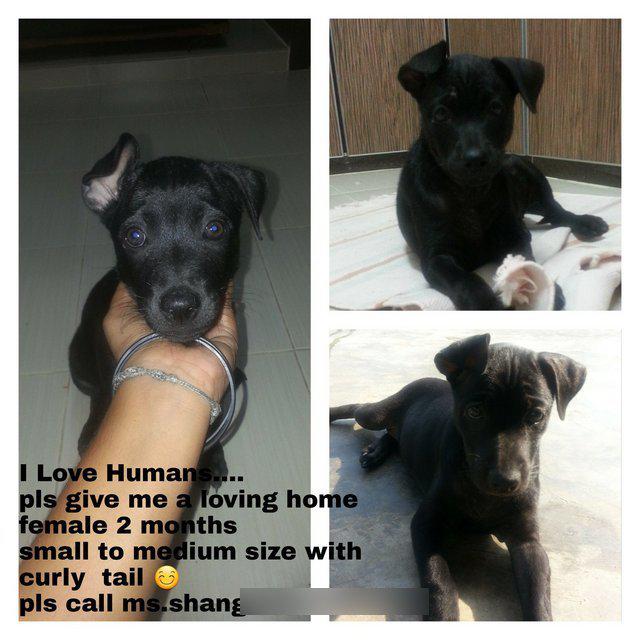 I Love Humans....
pls give me a loving home
female 2 months
small to medium size with
curly  tail 😊
pls call ms.shang